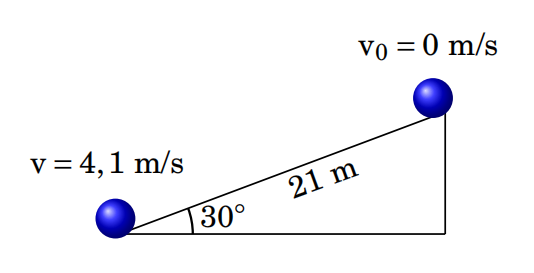 v₀ = 0 m/s
v = 4,1 m/s
21 m
30°